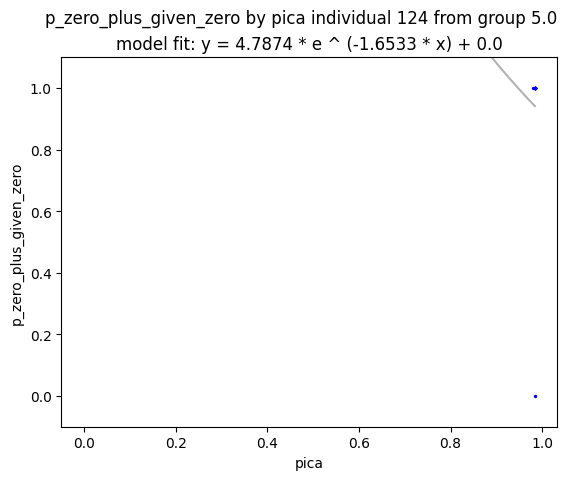 p_zero_plus_given_zero by pica individual 124 from group 5.0
model fit: y = 4.7874 * e ^ (-1.6533 * x) + 0.0
1.0
0.8
0.6
0.4
0.2
0.0
p_zero_plus_given_zero
0.0 0.2 0.4 0.6 0.8 1.0
pica